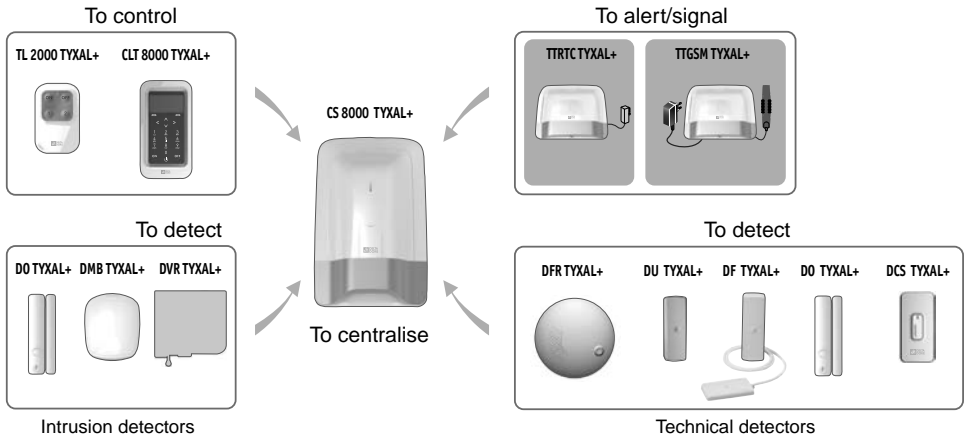 To control
TL 2000 TYXAL+
CLT 8000 TYXAL+
CS 8000 TYXAL+
To centralise
To alert/signal
TTRTC TYXAL+
TTGSM TYXAL+
To detect
DO TYXAL+
DMB TYXAL+
DVR TYXAL+
Intrusion detectors
To detect
DFR TYXAL+
DU TYXAL+
DF TYXAL+
DO TYXAL+
DCS TYXAL+
Technical detectors